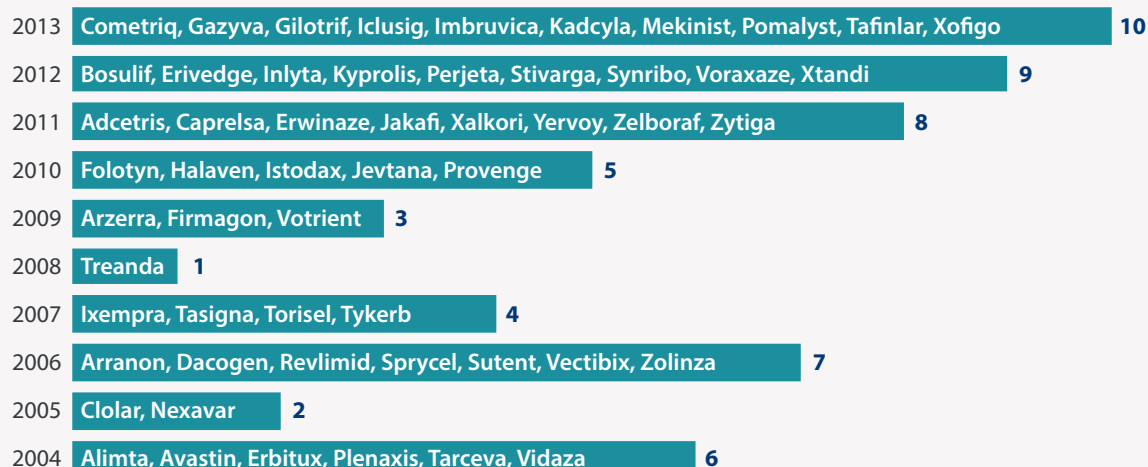 2013 Cometriq, Gazyva, Gilotrif, Iclusig, Imbruvica, Kadcyla, Mekinist, Pomalyst, Tafinlar, Xofigo 10
2012 Bosulif, Erivedge, Inlyta, Kyprolis, Perjeta, Stivarga, Synribo, Voraxaze, Xtandi 9
2011 Adcetris, Caprelsa, Erwinaze, Jakafi, Xalkori, Yervoy, Zelboraf, Zytiga 8
2010 Folotyn, Halaven, Istodax, Jevtana, Provenge 5
2009 Arzerra, Firmagon, Votrient 3
2008 Treanda 1
2007 Ixempra, Tasigna, Torisel, Tykerb 4
2006 Arranon, Dacogen, Revlimid, Sprycel, Sutent, Vectibix, Zolinza 7
2005 Clolar, Nexavar 2
2004 Alimta, Avastin, Erbitux, Plenaxis, Tarceva, Vidaza 6